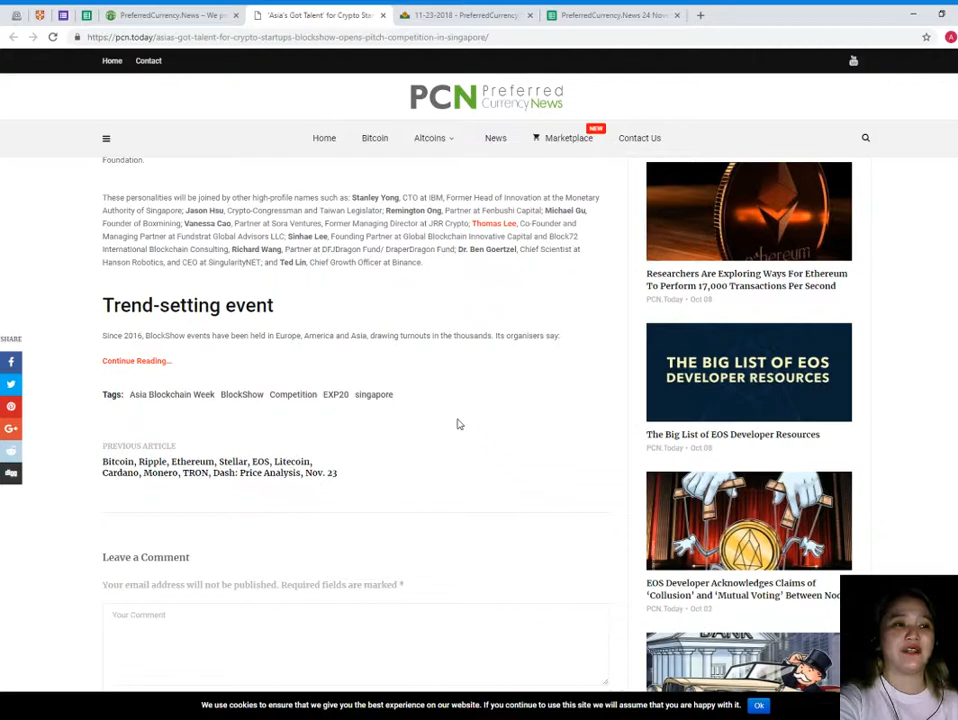 PreferredCurrency.News – We pr
'Asia's Got Talent' for Crypto Sta
11-23-2018 - PreferredCurrency.
PreferredCurrency.News 24 Nove
https://pcn.today/asias-got-talent-for-crypto-startups-blockshow-opens-pitch-competition-in-singapore/
A
Home Contact
PCN Preferred
Currency News
Home Bitcoin Altcoins News Marketplace NEW Contact Us
Foundation.
These personalities will be joined by other high-profile names such as: Stanley Yong, CTO at IBM, Former Head of Innovation at the Monetary
Authority of Singapore; Jason Hsu, Crypto-Congressman and Taiwan Legislator; Remington Ong, Partner at Fenbushi Capital; Michael Gu,
Founder of Boxmining, Vanessa Cao, Partner at Sora Ventures, Former Managing Director at JRR Crypto; Thomas Lee, Co-Founder and
Managing Partner at Fundstrat Global Advisors LLC; Sinhae Lee, Founding Partner at Global Blockchain Innovative Capital and Block72
International Blockchain Consulting, Richard Wang, Partner at DFJDragon Fund/ DraperDragon Fund; Dr. Ben Goertzel, Chief Scientist at
Hanson Robotics, and CEO at SingularityNET; and Ted Lin, Chief Growth Officer at Binance.
Trend-setting event
Since 2016, BlockShow events have been held in Europe, America and Asia, drawing turnouts in the thousands. Its organisers say:
Continue Reading...
Tags: Asia Blockchain Week BlockShow Competition EXP20 singapore
PREVIOUS ARTICLE
Bitcoin, Ripple, Ethereum, Stellar, EOS, Litecoin,
Cardano, Monero, TRON, Dash: Price Analysis, Nov. 23
Leave a Comment
Your email address will not be published. Required fields are marked *
Your Comment
SHARE
Researchers Are Exploring Ways For Ethereum
To Perform 17,000 Transactions Per Second
PCN.Today - Oct 08
THE BIG LIST OF EOS
DEVELOPER RESOURCES
The Big List of EOS Developer Resources
PCN.Today - Oct 08
EOS Developer Acknowledges Claims of
'Collusion' and 'Mutual Voting' Between Nod
PCN.Today - Oct 02
BANK
We use cookies to ensure that we give you the best experience on our website. If you continue to use this site we will assume that you are happy with it. Ok